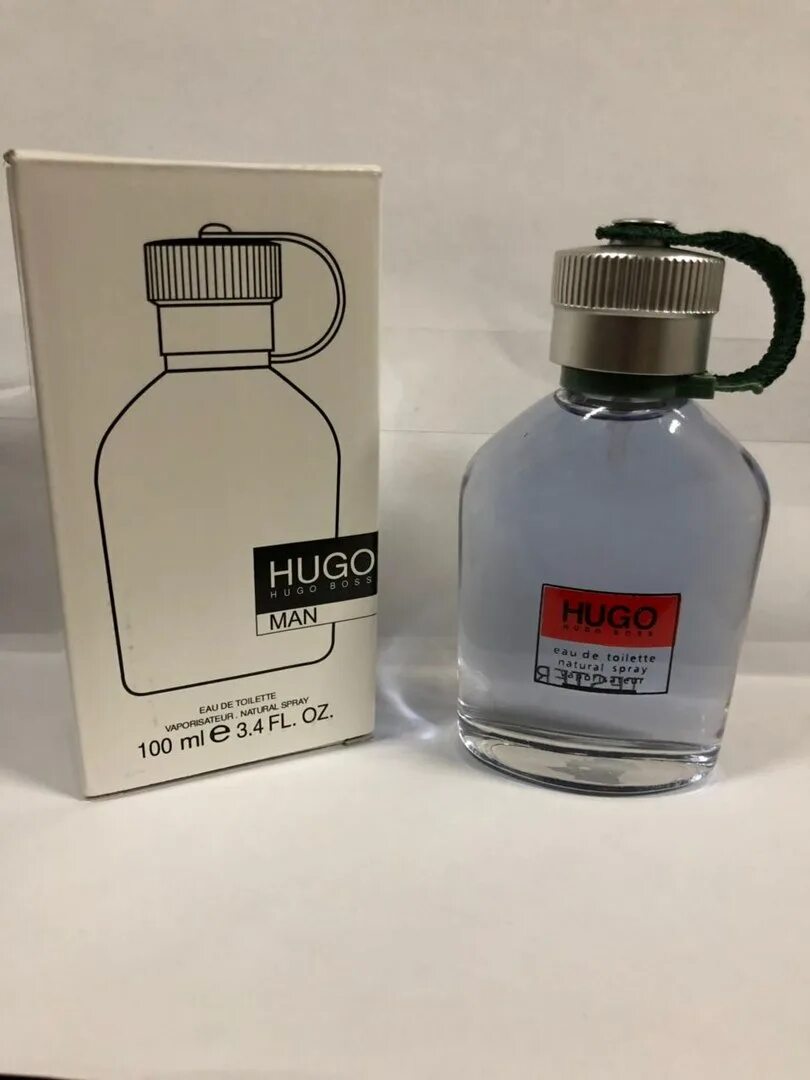 HUGO
HUGO BOSS
MAN
EAU DE TOILETTE
VAPORISATEUR . NATURAL SPRAY
100 ml e 3.4 FL. OZ.
HUGO
HUGO BOSS
eau de toilette
natural spray
vaporisateur
TESTER